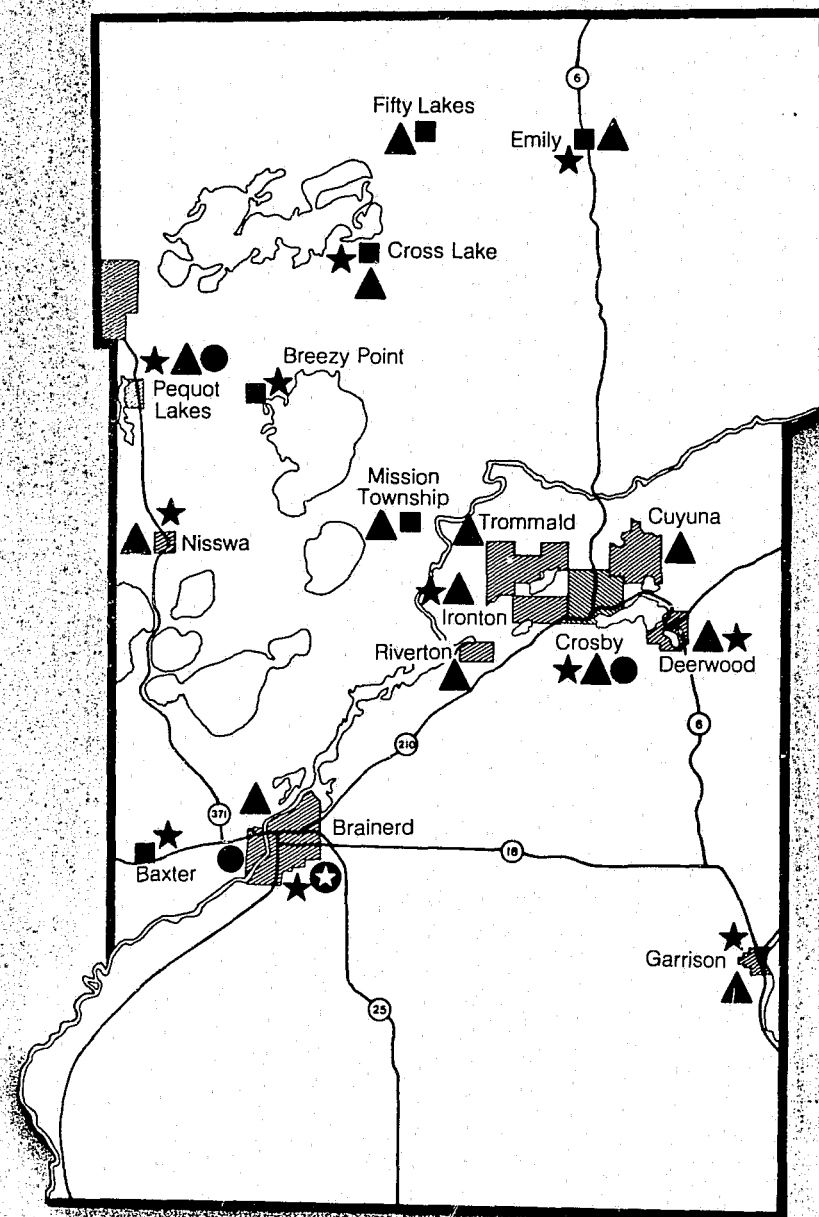 6
Fifty Lakes
Emily
Cross Lake
Breezy Point
Pequot
Lakes
Mission
Township
Trommald
Cuyuna
Nisswa
Ironton
Riverton
Crosby
Deerwood
6
210
371
Brainerd
18
Baxter
Garrison
25